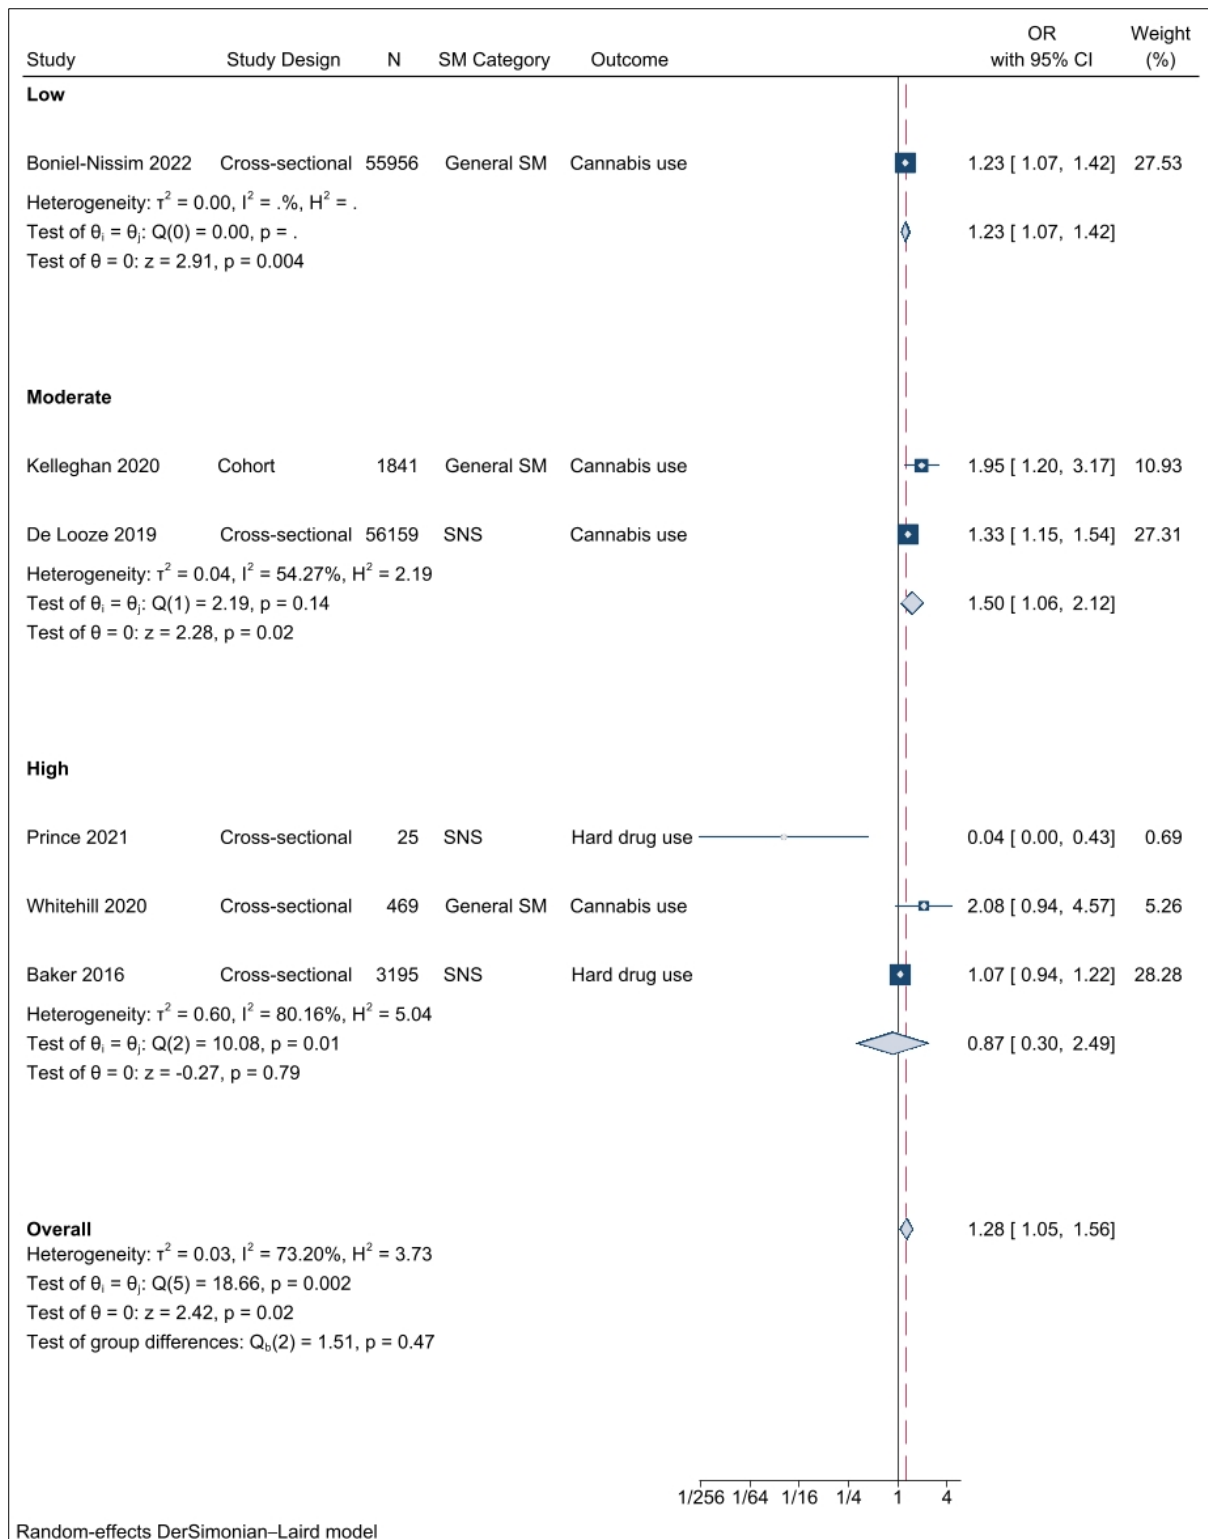 OR Weight
Study Study Design N SM Category Outcome with 95% CI (%)
Low
Boniel-Nissim 2022 Cross-sectional 55956 General SM Cannabis use 1.23 [ 1.07, 1.42] 27.53
Heterogeneity: τ² = 0.00, I² = .%, H² = .
Test of θᵢ = θⱼ: Q(0) = 0.00, p = . 1.23 [ 1.07, 1.42]
Test of θ = 0: z = 2.91, p = 0.004
Moderate
Kelleghan 2020 Cohort 1841 General SM Cannabis use 1.95 [ 1.20, 3.17] 10.93
De Looze 2019 Cross-sectional 56159 SNS Cannabis use 1.33 [ 1.15, 1.54] 27.31
Heterogeneity: τ² = 0.04, I² = 54.27%, H² = 2.19
Test of θᵢ = θⱼ: Q(1) = 2.19, p = 0.14 1.50 [ 1.06, 2.12]
Test of θ = 0: z = 2.28, p = 0.02
High
Prince 2021 Cross-sectional 25 SNS Hard drug use 0.04 [ 0.00, 0.43] 0.69
Whitehill 2020 Cross-sectional 469 General SM Cannabis use 2.08 [ 0.94, 4.57] 5.26
Baker 2016 Cross-sectional 3195 SNS Hard drug use 1.07 [ 0.94, 1.22] 28.28
Heterogeneity: τ² = 0.60, I² = 80.16%, H² = 5.04
Test of θᵢ = θⱼ: Q(2) = 10.08, p = 0.01 0.87 [ 0.30, 2.49]
Test of θ = 0: z = -0.27, p = 0.79
Overall 1.28 [ 1.05, 1.56]
Heterogeneity: τ² = 0.03, I² = 73.20%, H² = 3.73
Test of θᵢ = θⱼ: Q(5) = 18.66, p = 0.002
Test of θ = 0: z = 2.42, p = 0.02
Test of group differences: Q_b(2) = 1.51, p = 0.47
1/256 1/64 1/16 1/4 1 4
Random-effects DerSimonian–Laird model